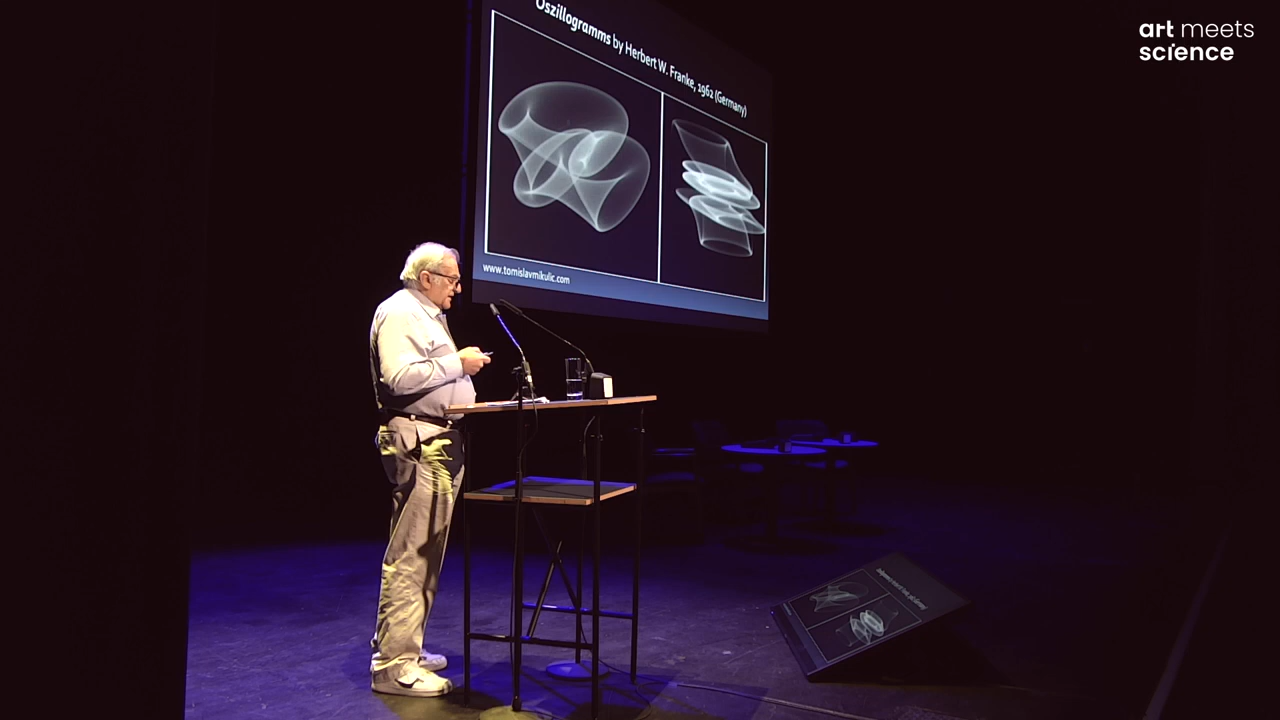 Oszillogramms by Herbert W. Franke, 1962 (Germany)
www.tomislavmikulic.com
art meets
science